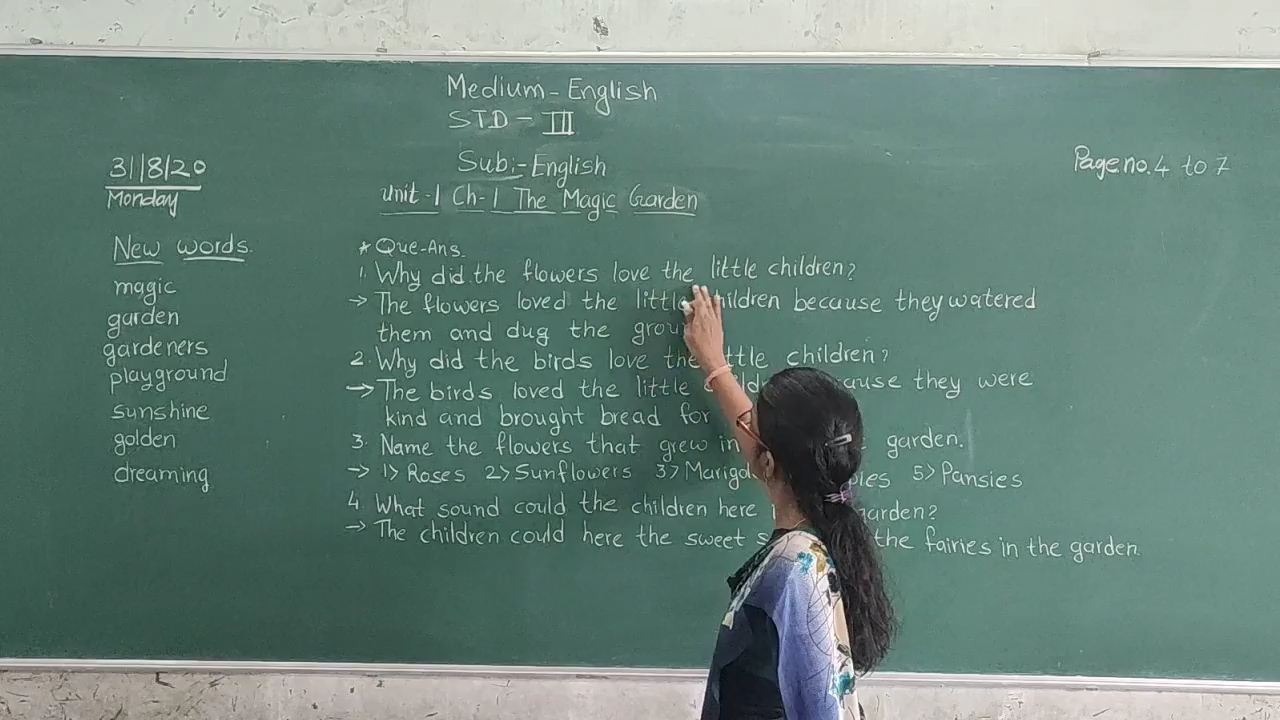 Medium - English
STD - III
Sub:- English
Unit-1 Ch-1 The Magic Garden
31/8/20
Monday
Page no. 4 to 7
New words.
magic
garden
gardeners
playground
sunshine
golden
dreaming
* Que-Ans.
1. Why did the flowers love the little children?
→ The flowers loved the little children because they watered
them and dug the
2. Why did the birds love the children?
→ The birds loved the little they were
kind and brought bread for
3. Name the flowers that grew in garden.
→ 1> Roses 2> Sunflowers 3> 5> Pansies
4. What sound could the children here garden?
→ The children could here the sweet the fairies in the garden.